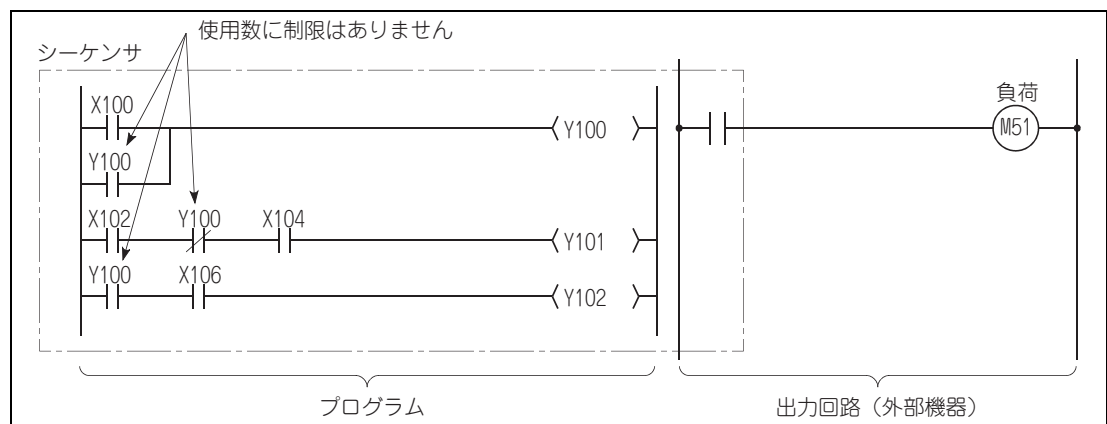 使用数に制限はありません
シーケンサ
負荷
X100
Y100
M51
Y100
X102 Y100 X104
Y101
Y100 X106
Y102
プログラム
出力回路（外部機器）